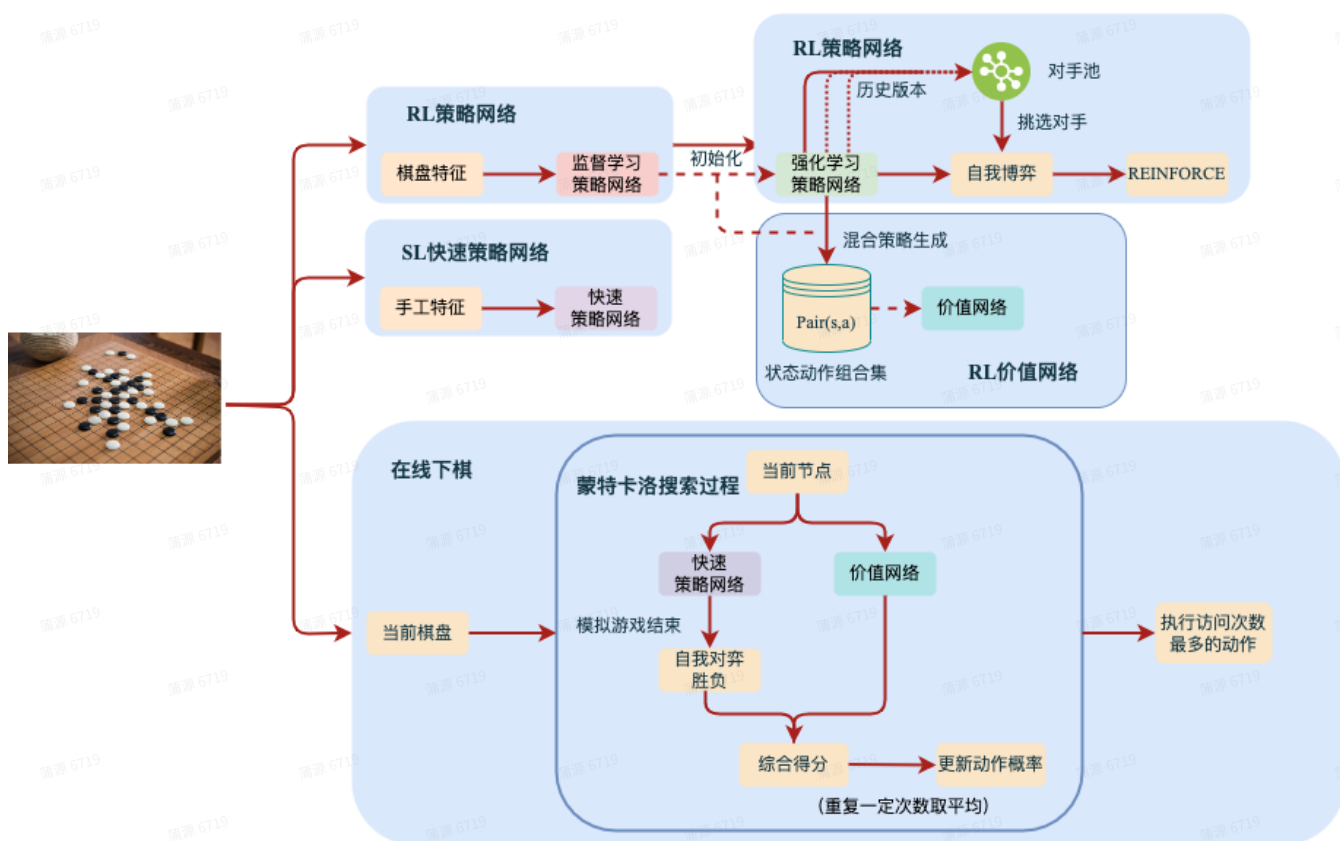 RL策略网络
棋盘特征
监督学习
策略网络
初始化
SL快速策略网络
手工特征
快速
策略网络
RL策略网络
历史版本
对手池
挑选对手
强化学习
策略网络
自我博弈
REINFORCE
混合策略生成
Pair(s,a)
价值网络
状态动作组合集
RL价值网络
在线下棋
当前棋盘
蒙特卡洛搜索过程
当前节点
快速
策略网络
价值网络
模拟游戏结束
自我对弈
胜负
综合得分
更新动作概率
（重复一定次数取平均）
执行访问次数
最多的动作
蒲源 6719